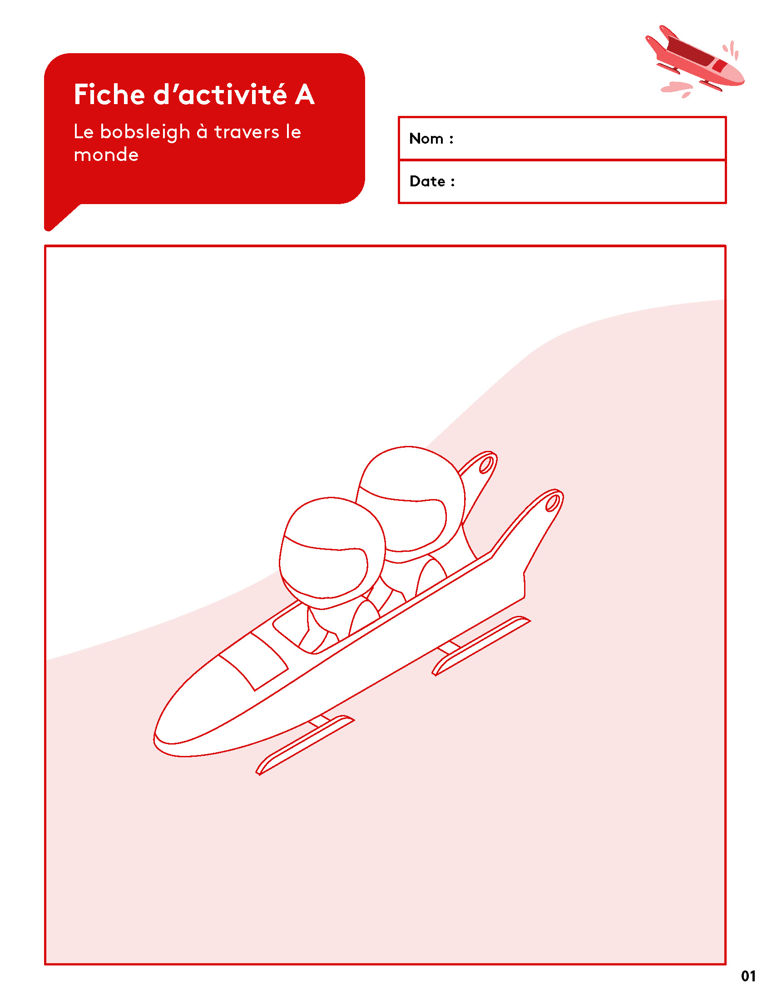 Fiche d’activité A
Le bobsleigh à travers le
monde
Nom :
Date :
01